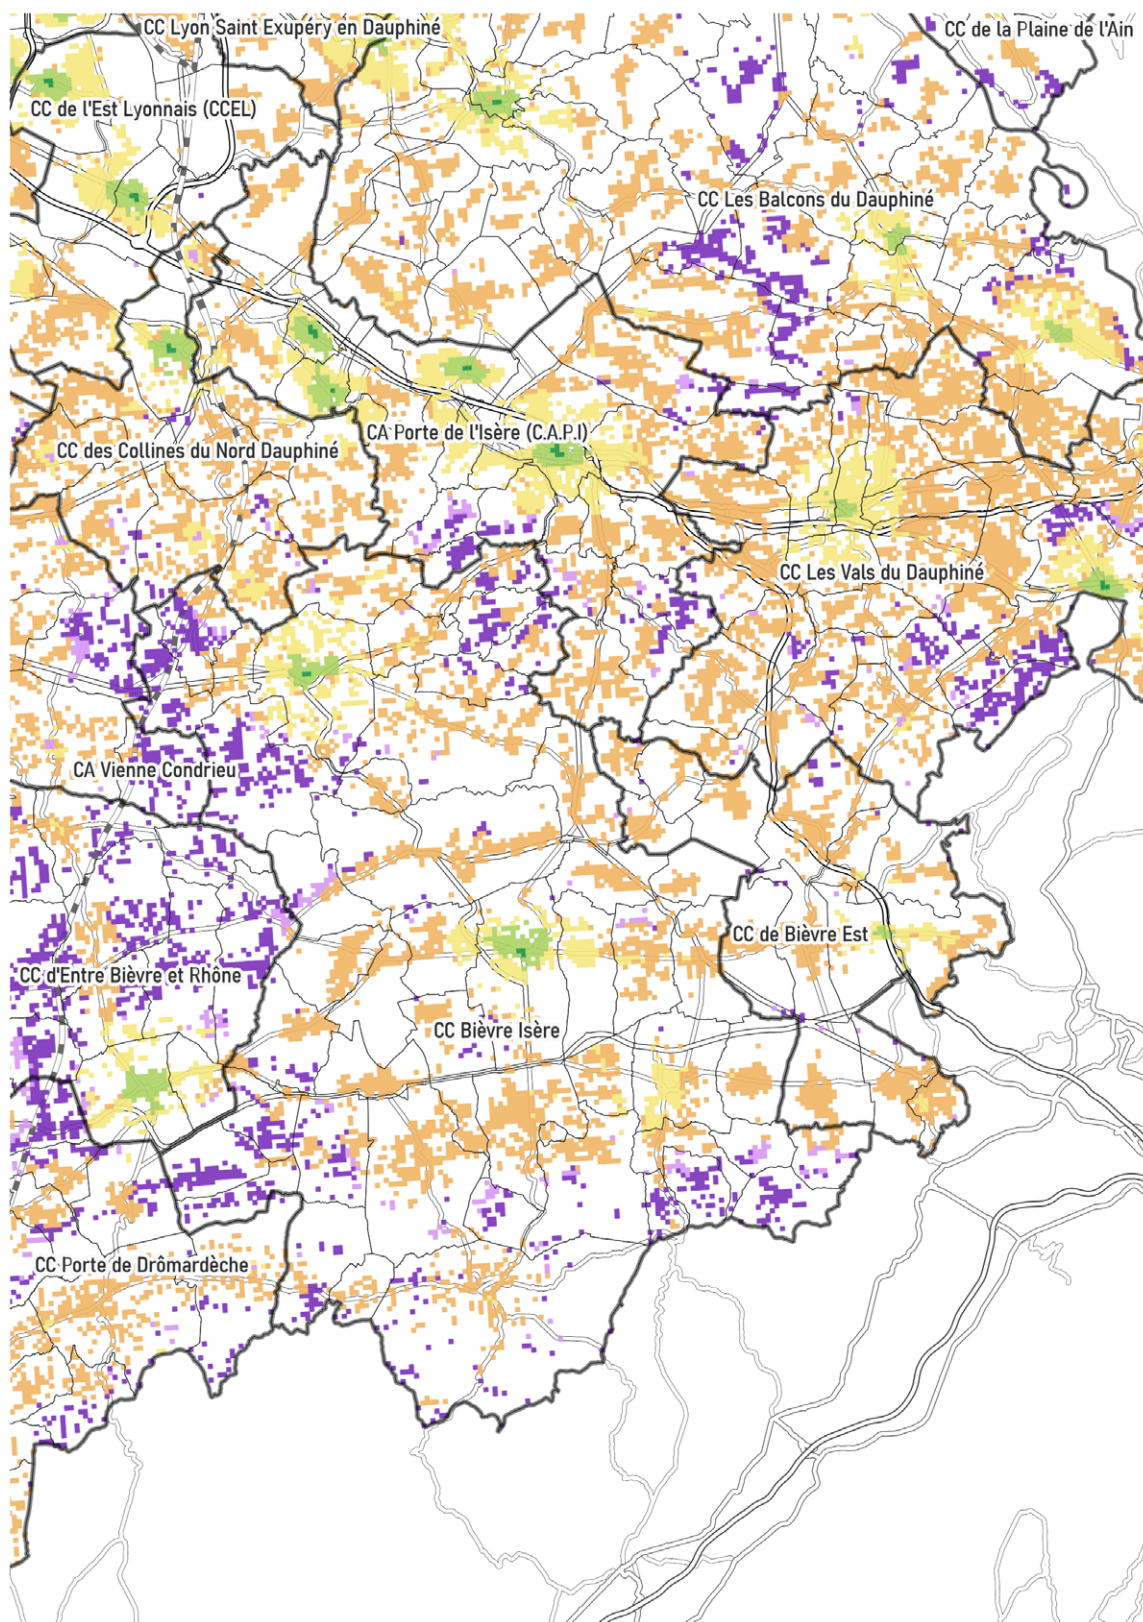 CC Lyon Saint Exupéry en Dauphiné
CC de la Plaine de l'Ain
CC de l'Est Lyonnais (CCEL)
CC Les Balcons du Dauphiné
CA Porte de l'Isère (C.A.P.I)
CC des Collines du Nord Dauphiné
CC Les Vals du Dauphiné
CA Vienne Condrieu
CC de Bièvre Est
CC d'Entre Bièvre et Rhône
CC Bièvre Isère
CC Porte de Drômardèche